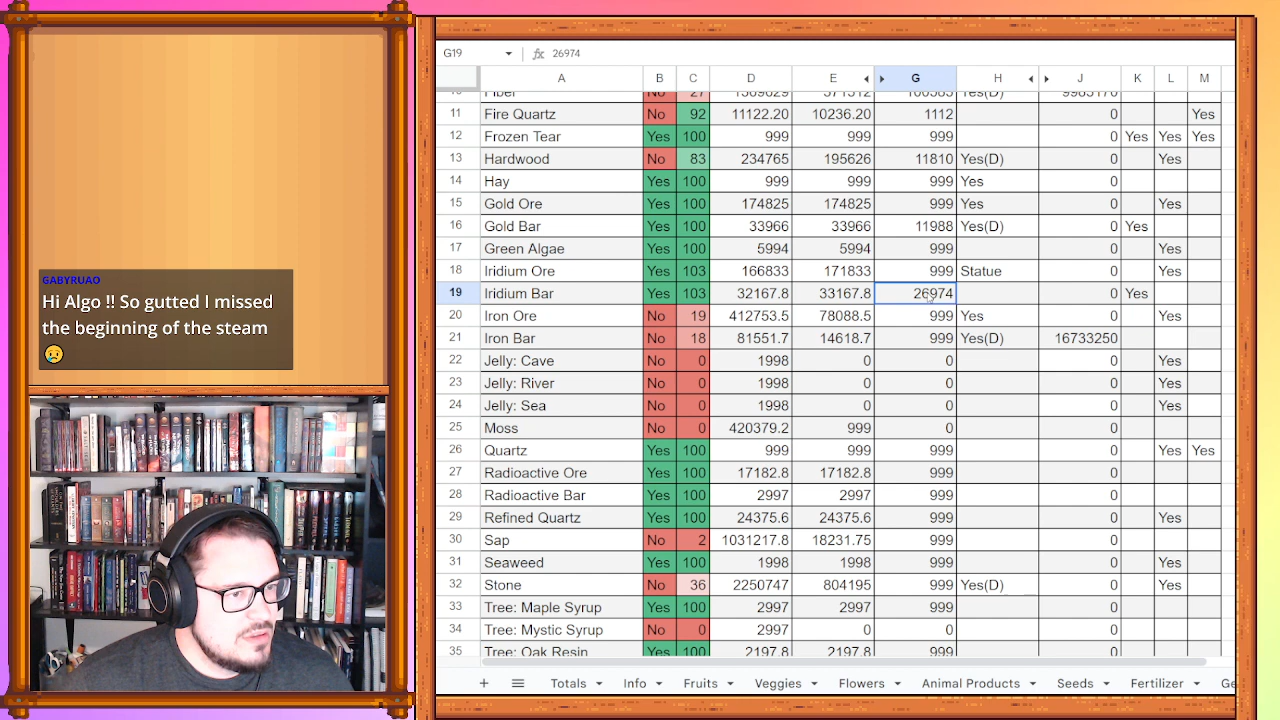 G19 fx 26974
A B C D E G H J K L M
11 Fire Quartz No 92 11122.20 10236.20 1112 0 Yes
12 Frozen Tear Yes 100 999 999 999 0 Yes Yes Yes
13 Hardwood No 83 234765 195626 11810 Yes(D) 0 Yes
14 Hay Yes 100 999 999 999 Yes 0
15 Gold Ore Yes 100 174825 174825 999 Yes 0 Yes
16 Gold Bar Yes 100 33966 33966 11988 Yes(D) 0 Yes
17 Green Algae Yes 100 5994 5994 999 0 Yes
18 Iridium Ore Yes 103 166833 171833 999 Statue 0 Yes
19 Iridium Bar Yes 103 32167.8 33167.8 26974 0 Yes
20 Iron Ore No 19 412753.5 78088.5 999 Yes 0 Yes
21 Iron Bar No 18 81551.7 14618.7 999 Yes(D) 16733250
22 Jelly: Cave No 0 1998 0 0 0 Yes
23 Jelly: River No 0 1998 0 0 0 Yes
24 Jelly: Sea No 0 1998 0 0 0 Yes
25 Moss No 0 420379.2 999 0 0
26 Quartz Yes 100 999 999 999 0 Yes Yes
27 Radioactive Ore Yes 100 17182.8 17182.8 999 0
28 Radioactive Bar Yes 100 2997 2997 999 0
29 Refined Quartz Yes 100 24375.6 24375.6 999 0 Yes
30 Sap No 2 1031217.8 18231.75 999 0
31 Seaweed Yes 100 1998 1998 999 0 Yes
32 Stone No 36 2250747 804195 999 Yes(D) 0 Yes
33 Tree: Maple Syrup Yes 100 2997 2997 999 0
34 Tree: Mystic Syrup No 0 2997 0 0 0
35 Tree: Oak Resin Yes 100 2197.8 2197.8 999 0
+ Totals Info Fruits Veggies Flowers Animal Products Seeds Fertilizer Ge
GABYRUAO
Hi Algo !! So gutted I missed
the beginning of the steam